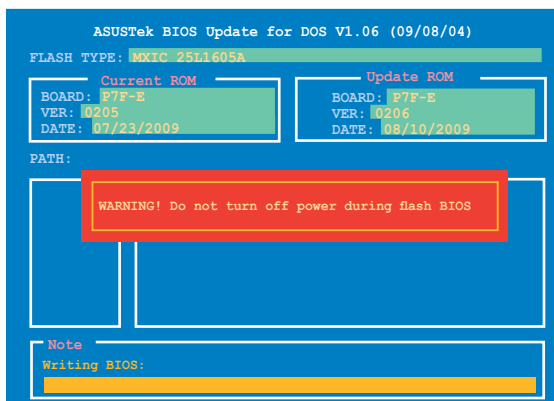 ASUSTek BIOS Update for DOS V1.06 (09/08/04)
FLASH TYPE: MXIC 25L1605A
Current ROM
BOARD: P7F-E
VER: 0205
DATE: 07/23/2009
Update ROM
BOARD: P7F-E
VER: 0206
DATE: 08/10/2009
PATH:
WARNING! Do not turn off power during flash BIOS
Note
Writing BIOS: